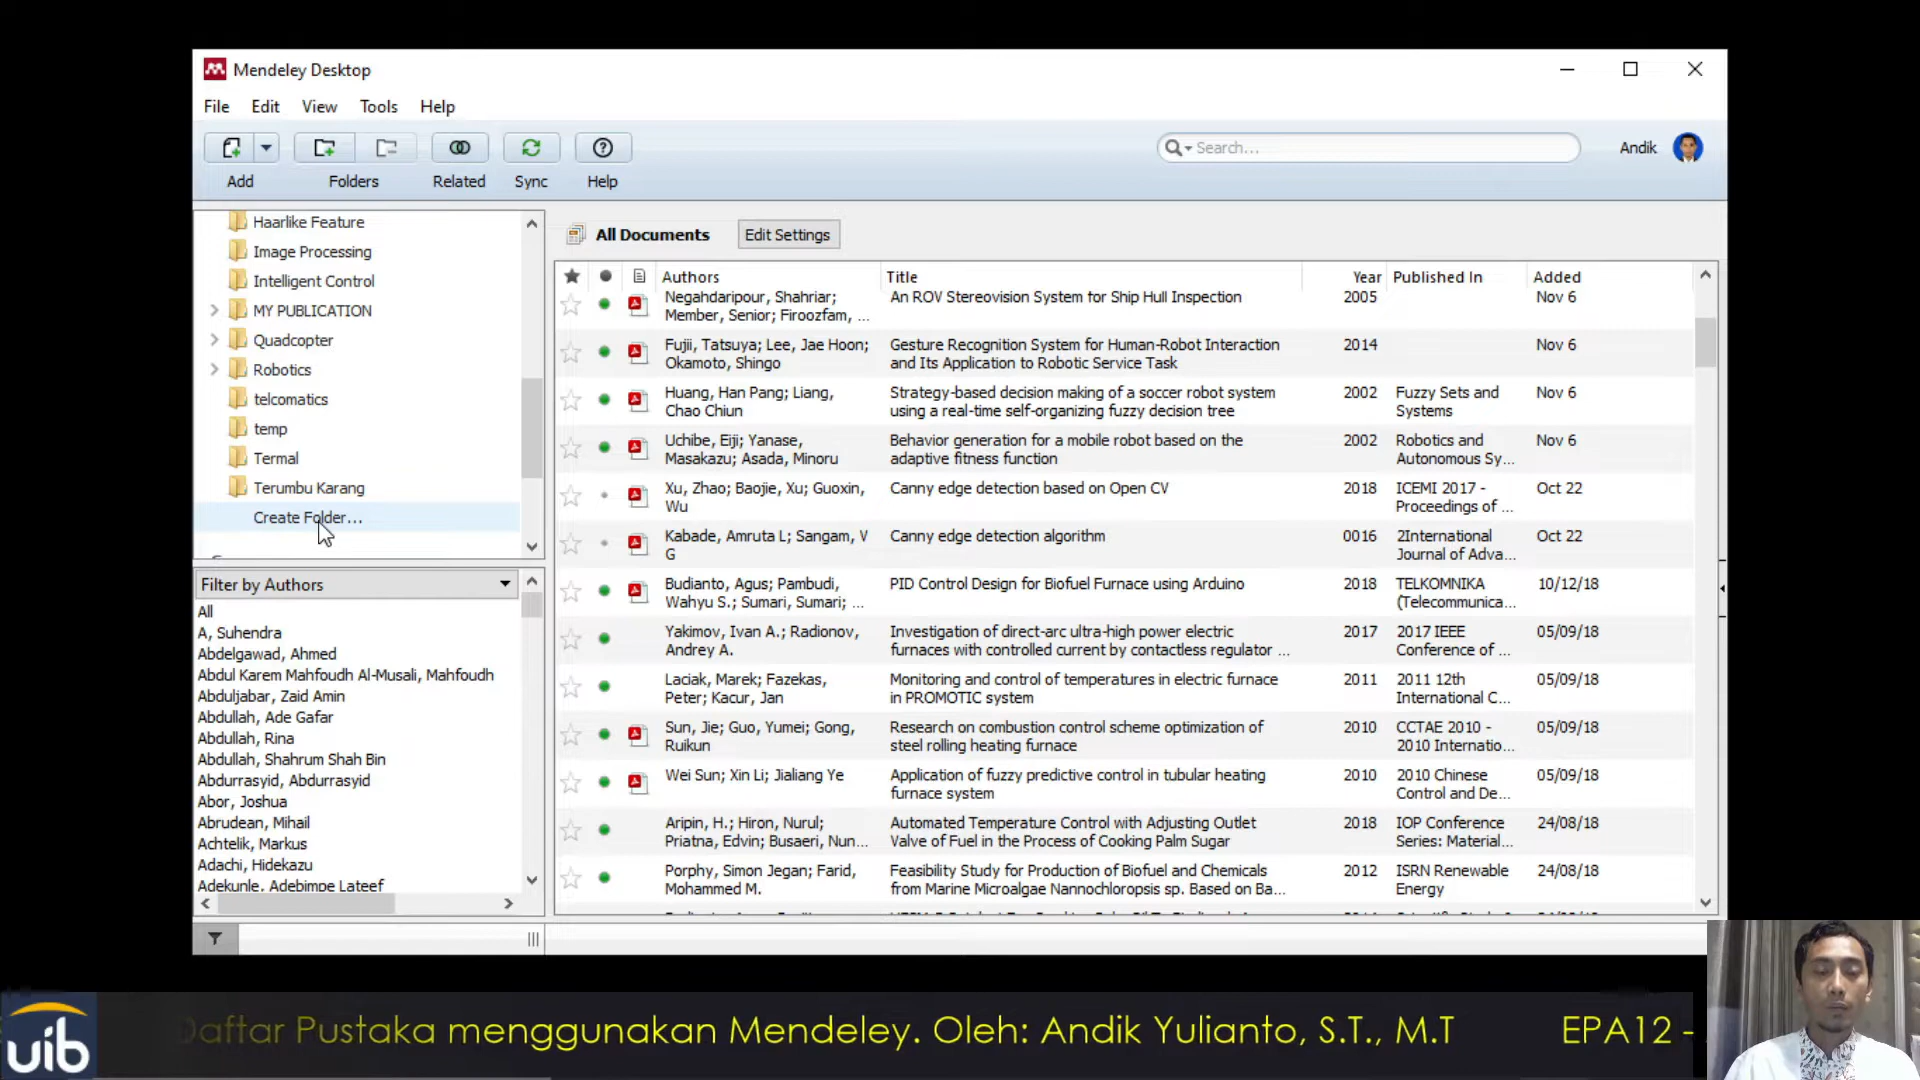 Mendeley Desktop
File Edit View Tools Help
Search...
Andik
Add Folders Related Sync Help
Haarlike Feature
Image Processing
Intelligent Control
MY PUBLICATION
Quadcopter
Robotics
telcomatics
temp
Termal
Terumbu Karang
Create Folder...
Filter by Authors
All
A, Suhendra
Abdelgawad, Ahmed
Abdul Karem Mahfoudh Al-Musali, Mahfoudh
Abduljabar, Zaid Amin
Abdullah, Ade Gafar
Abdullah, Rina
Abdullah, Shahrum Shah Bin
Abdurrasyid, Abdurrasyid
Abor, Joshua
Abrudean, Mihail
Achtelik, Markus
Adachi, Hidekazu
Adekunle, Adebimpe Lateef
All Documents Edit Settings
Authors Title Year Published In Added
Negahdaripour, Shahriar; An ROV Stereovision System for Ship Hull Inspection 2005 Nov 6
Member, Senior; Firoozfam, ...
Fujii, Tatsuya; Lee, Jae Hoon; Gesture Recognition System for Human-Robot Interaction 2014 Nov 6
Okamoto, Shingo and Its Application to Robotic Service Task
Huang, Han Pang; Liang, Strategy-based decision making of a soccer robot system 2002 Fuzzy Sets and Nov 6
Chao Chiun using a real-time self-organizing fuzzy decision tree Systems
Uchibe, Eiji; Yanase, Behavior generation for a mobile robot based on the 2002 Robotics and Nov 6
Masakazu; Asada, Minoru adaptive fitness function Autonomous Sy...
Xu, Zhao; Baojie, Xu; Guoxin, Canny edge detection based on Open CV 2018 ICEMI 2017 - Oct 22
Wu Proceedings of ...
Kabade, Amruta L; Sangam, V Canny edge detection algorithm 0016 2International Oct 22
G Journal of Adva...
Budianto, Agus; Pambudi, PID Control Design for Biofuel Furnace using Arduino 2018 TELKOMNIKA 10/12/18
Wahyu S.; Sumari, Sumari; ... (Telecommunica...
Yakimov, Ivan A.; Radionov, Investigation of direct-arc ultra-high power electric 2017 2017 IEEE 05/09/18
Andrey A. furnaces with controlled current by contactless regulator ... Conference of ...
Laciak, Marek; Fazekas, Monitoring and control of temperatures in electric furnace 2011 2011 12th 05/09/18
Peter; Kacur, Jan in PROMOTIC system International C...
Sun, Jie; Guo, Yumei; Gong, Research on combustion control scheme optimization of 2010 CCTAE 2010 - 05/09/18
Ruikun steel rolling heating furnace 2010 Internatio...
Wei Sun; Xin Li; Jialiang Ye Application of fuzzy predictive control in tubular heating 2010 2010 Chinese 05/09/18
furnace system Control and De...
Aripin, H.; Hiron, Nurul; Automated Temperature Control with Adjusting Outlet 2018 IOP Conference 24/08/18
Priatna, Edvin; Busaeri, Nun... Valve of Fuel in the Process of Cooking Palm Sugar Series: Material...
Porphy, Simon Jegan; Farid, Feasibility Study for Production of Biofuel and Chemicals 2012 ISRN Renewable 24/08/18
Mohammed M. from Marine Microalgae Nannochloropsis sp. Based on Ba... Energy
uib
Daftar Pustaka menggunakan Mendeley. Oleh: Andik Yulianto, S.T., M.T EPA12 -